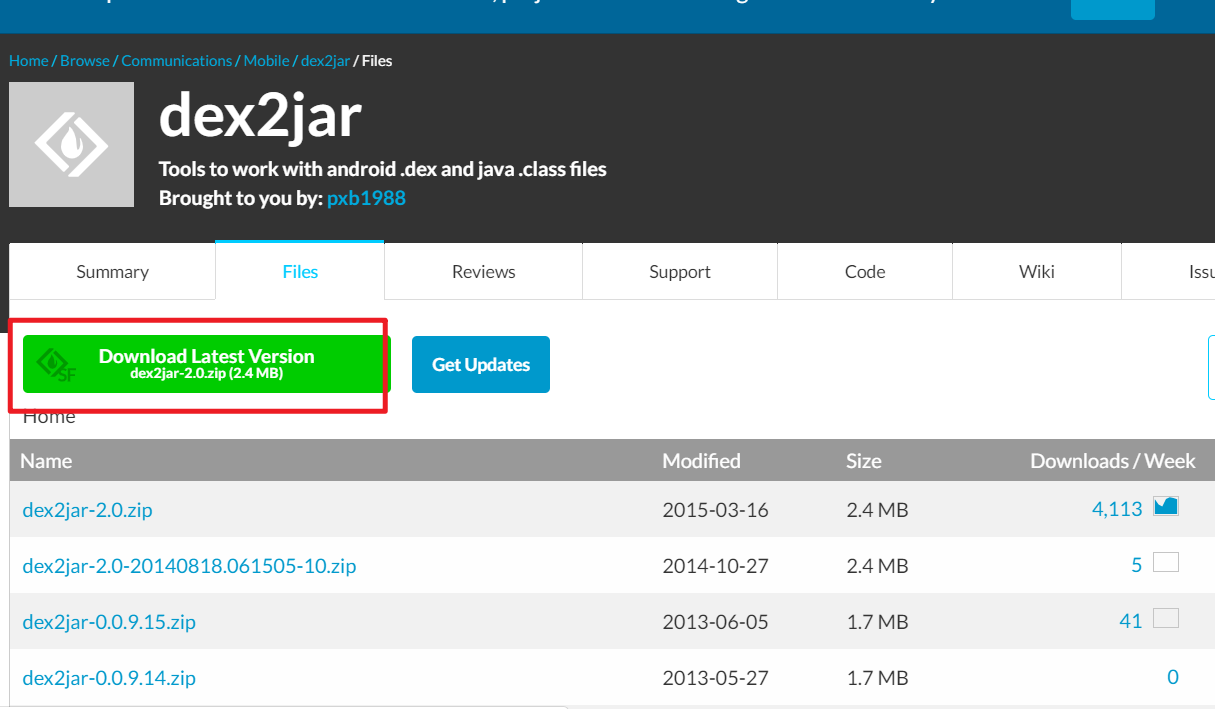 Home / Browse / Communications / Mobile / dex2jar / Files
dex2jar
Tools to work with android .dex and java .class files
Brought to you by: pxb1988
Summary
Files
Reviews
Support
Code
Wiki
Download Latest Version
dex2jar-2.0.zip (2.4 MB)
SF
Get Updates
Home
Name Modified Size Downloads / Week
dex2jar-2.0.zip 2015-03-16 2.4 MB 4,113
dex2jar-2.0-20140818.061505-10.zip 2014-10-27 2.4 MB 5
dex2jar-0.0.9.15.zip 2013-06-05 1.7 MB 41
dex2jar-0.0.9.14.zip 2013-05-27 1.7 MB 0